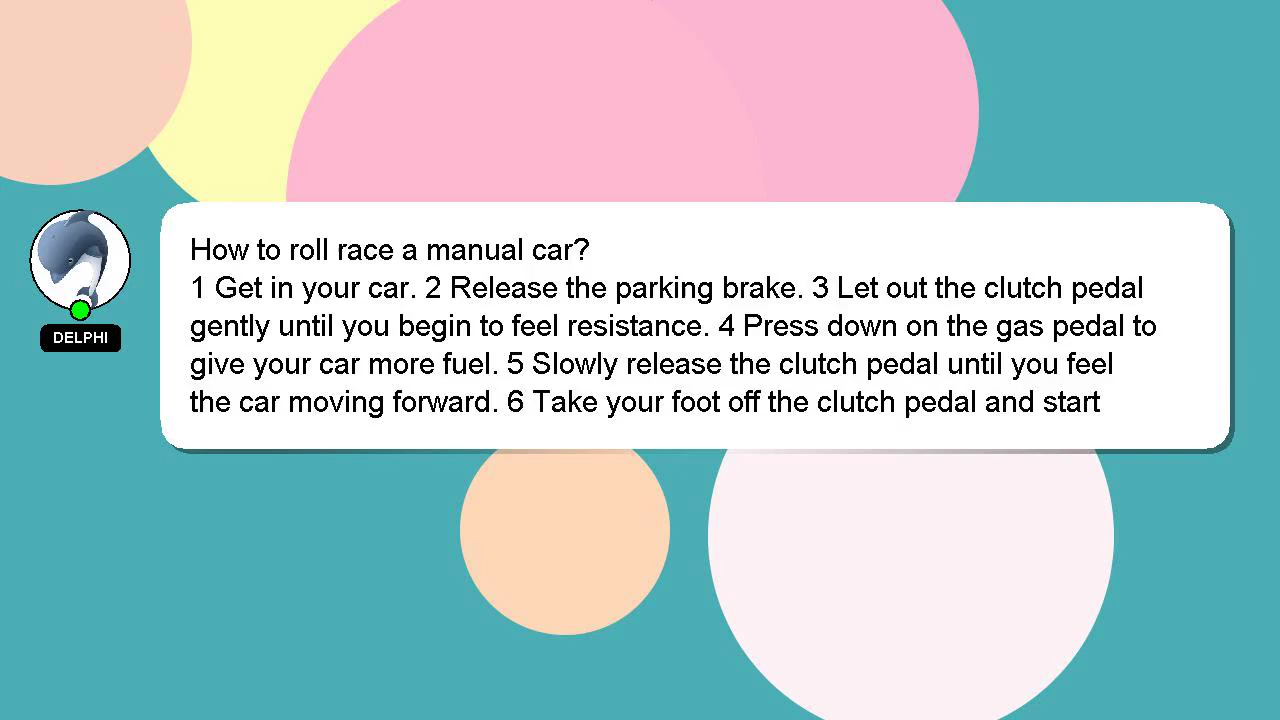 How to roll race a manual car?
1 Get in your car. 2 Release the parking brake. 3 Let out the clutch pedal
gently until you begin to feel resistance. 4 Press down on the gas pedal to
give your car more fuel. 5 Slowly release the clutch pedal until you feel
the car moving forward. 6 Take your foot off the clutch pedal and start
DELPHI